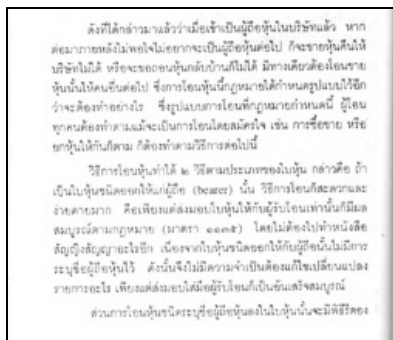 ดังที่ได้กล่าวมาแล้วว่าเมื่อเข้าเป็นผู้ถือหุ้นในบริษัทแล้ว หาก
ต่อมาภายหลังไม่พอใจไม่อยากจะเป็นผู้ถือหุ้นต่อไป ก็จะขายหุ้นคืนให้
บริษัทไม่ได้ หรือจะขอถอนหุ้นกลับบ้านก็ไม่ได้ มีทางเดียวต้องโอนขาย
หุ้นนั้นให้คนอื่นต่อไป ซึ่งการโอนหุ้นนี้กฎหมายได้กำหนดรูปแบบไว้อีก
ว่าจะต้องทำอย่างไร ซึ่งรูปแบบการโอนที่กฎหมายกำหนดนี้ ผู้โอน
ทุกคนต้องทำตามแม้จะเป็นการโอนโดยสมัครใจ เช่น การซื้อขาย หรือ
ยกหุ้นให้กันก็ตาม ก็ต้องทำตามวิธีการต่อไปนี้
วิธีการโอนหุ้นทำได้ ๒ วิธีตามประเภทของใบหุ้น กล่าวคือ ถ้า
เป็นใบหุ้นชนิดออกให้แก่ผู้ถือ (bearer) นั้น วิธีการโอนก็สะดวกและ
ง่ายดายมาก คือเพียงแต่ส่งมอบใบหุ้นให้กับผู้รับโอนเท่านั้นก็มีผล
สมบูรณ์ตามกฎหมาย (มาตรา ๑๑๓๕) โดยไม่ต้องไปทำหนังสือ
สัญญิงสัญญาอะไรอีก เนื่องจากใบหุ้นชนิดออกให้กับผู้ถือนั้นไม่มีการ
ระบุชื่อผู้ถือหุ้นไว้ ดังนั้นจึงไม่มีความจำเป็นต้องแก้ไขเปลี่ยนแปลง
รายการอะไร เพียงแต่ส่งมอบใส่มือผู้รับโอนก็เป็นอันเสร็จสมบูรณ์
ส่วนการโอนหุ้นชนิดระบุชื่อผู้ถือหุ้นลงในใบหุ้นนั้นจะมีพิธีรีตอง